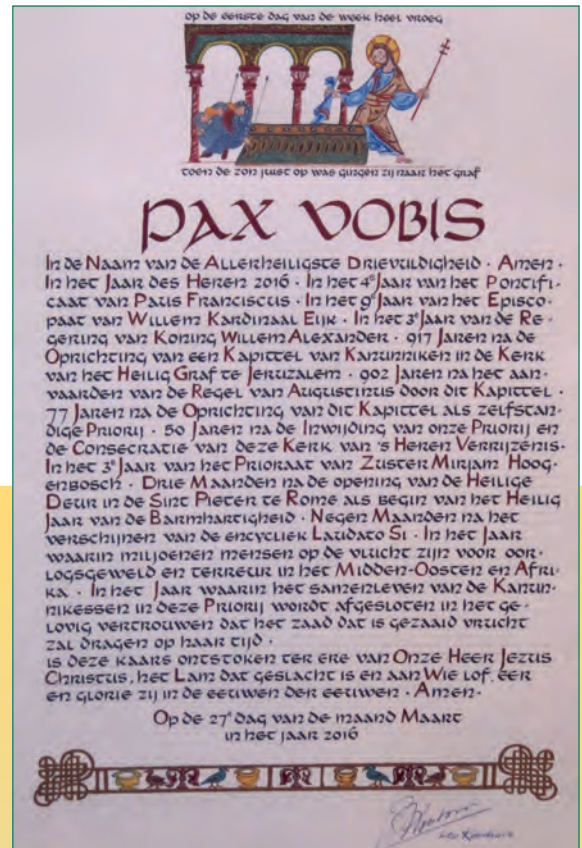 op de eerste dag van de week heel vroeg
toen de zon juist op was gingen zij naar het graf
PAX VOBIS
In de Naam van de Allerheiligste Drievuldigheid · Amen ·
In het Jaar des Heren 2016 · In het 4e Jaar van het Pontifi-
caat van Paus Franciscus · In het 9e Jaar van het Episco-
paat van Willem Kardinaal Eijk · In het 3e Jaar van de Re-
gering van Koning Willem Alexander · 917 Jaren na de
Oprichting van een Kapittel van Kanunniken in de Kerk
van het Heilig Graf te Jeruzalem · 902 Jaren na het aan-
vaarden van de Regel van Augustinus door dit Kapittel ·
77 Jaren na de Oprichting van dit Kapittel als zelfstan-
dige Priorij · 50 Jaren na de Inwijding van onze Priorij en
de Consecratie van deze Kerk van 's Heren Verrijzenis ·
In het 3e Jaar van het Prioraat van Zuster Mirjam Hoog-
enbosch · Drie Maanden na de opening van de Heilige
Deur in de Sint Pieter te Rome als begin van het Heilig
Jaar van de Barmhartigheid · Negen Maanden na het
verschijnen van de encycliek Laudato Si · In het Jaar
waarin miljoenen mensen op de vlucht zijn voor oor-
logsgeweld en terreur in het Midden-Oosten en Afri-
ka · In het Jaar waarin het samenleven van de Kanun-
nikessen in deze Priorij wordt afgesloten in het ge-
lovig vertrouwen dat het zaad dat is gezaaid vrucht
zal dragen op haar tijd ·
is deze kaars ontstoken ter ere van Onze Heer Jezus
Christus, het Lam dat geslacht is en aan Wie lof, eer
en glorie zij in de eeuwen der eeuwen · Amen ·
Op de 27e dag van de maand Maart
in het jaar 2016